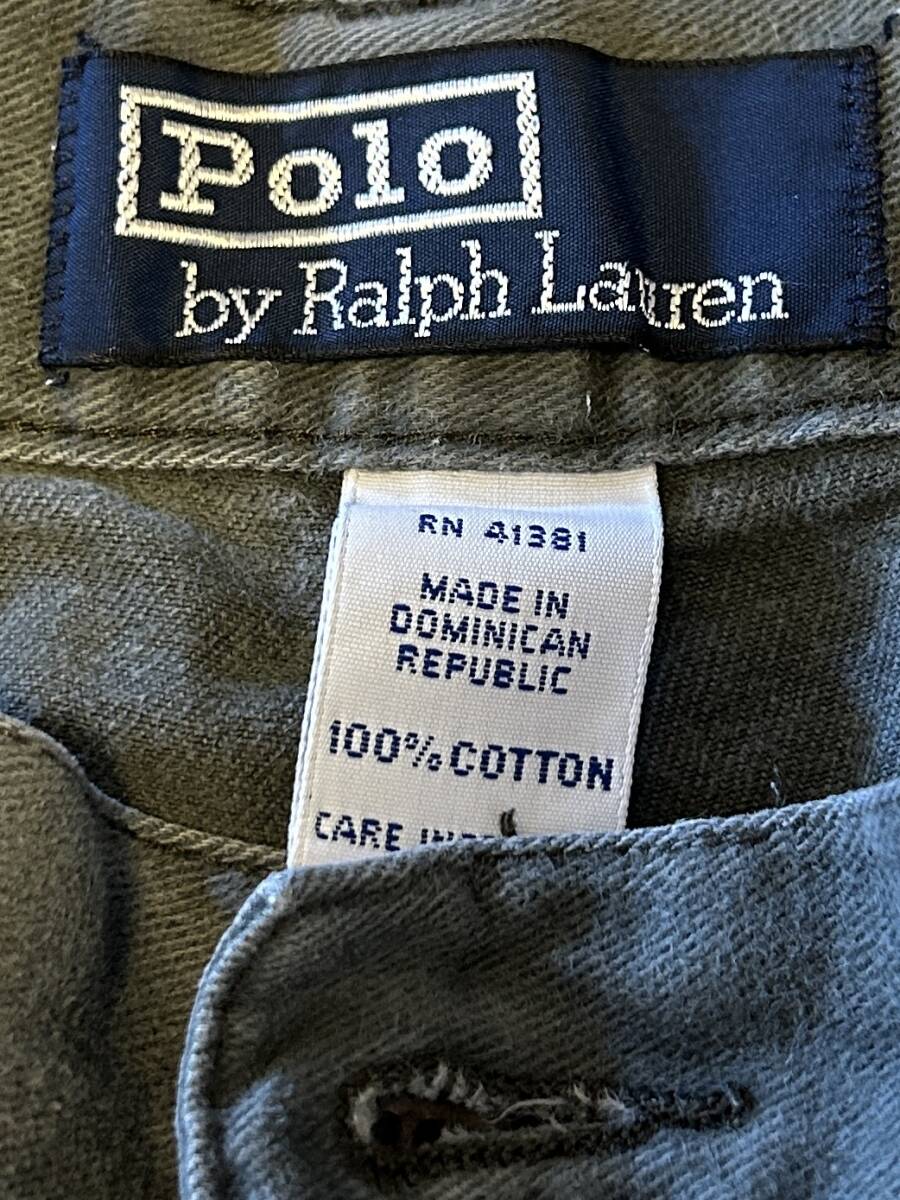 Polo
by Ralph Lauren
RN 41381
MADE IN
DOMINICAN
REPUBLIC
100% COTTON
CARE